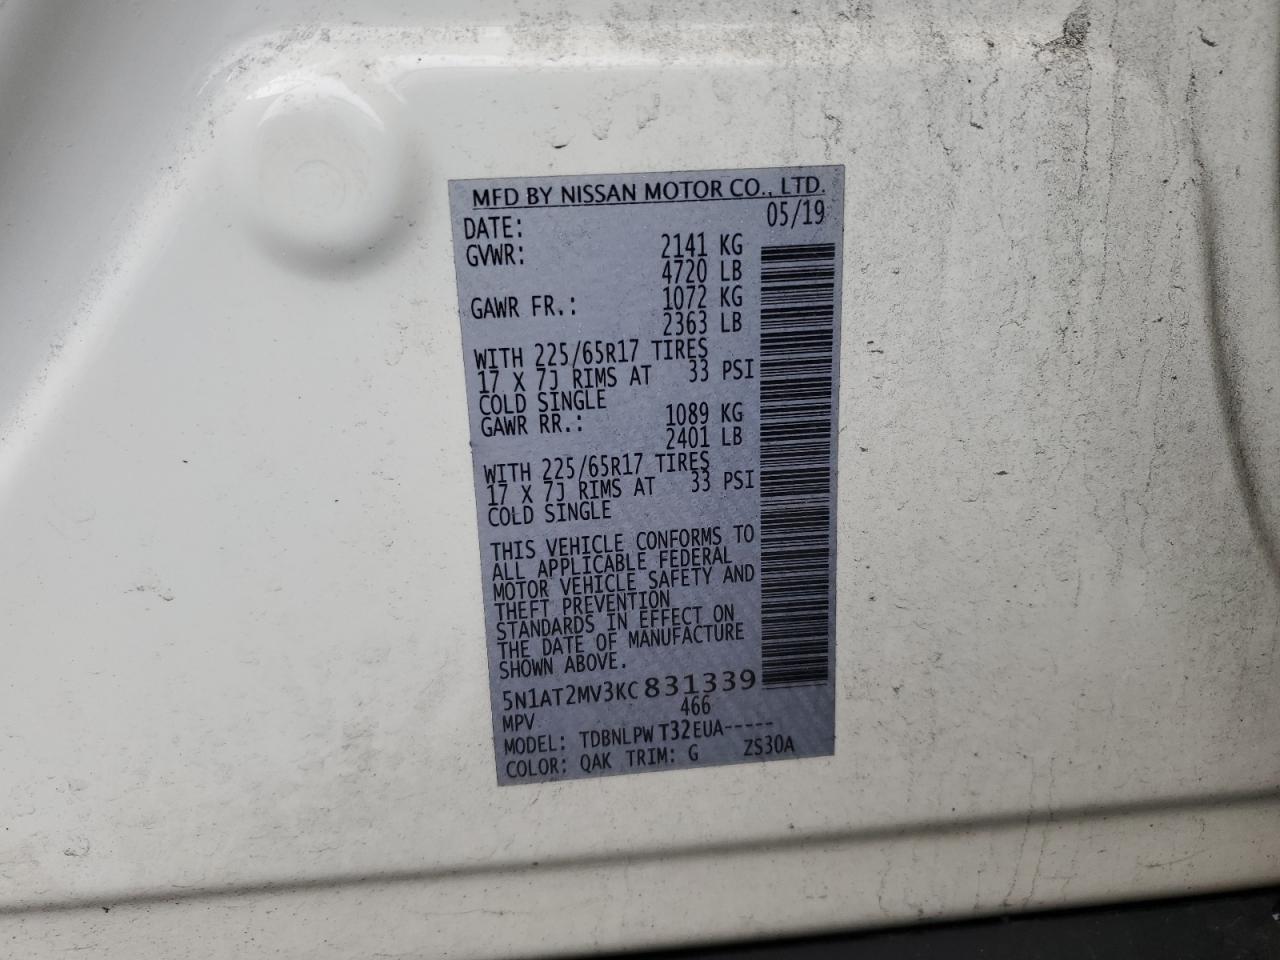 MFD BY NISSAN MOTOR CO., LTD.
DATE: 05/19
GVWR: 2141 KG
4720 LB
GAWR FR.: 1072 KG
2363 LB
WITH 225/65R17 TIRES
17 X 7J RIMS AT 33 PSI
COLD SINGLE
GAWR RR.: 1089 KG
2401 LB
WITH 225/65R17 TIRES
17 X 7J RIMS AT 33 PSI
COLD SINGLE
THIS VEHICLE CONFORMS TO
ALL APPLICABLE FEDERAL
MOTOR VEHICLE SAFETY AND
THEFT PREVENTION
STANDARDS IN EFFECT ON
THE DATE OF MANUFACTURE
SHOWN ABOVE.
5N1AT2MV3KC831339
MPV 466
MODEL: TDBNLPWT32EUA-----
COLOR: QAK TRIM: G ZS30A